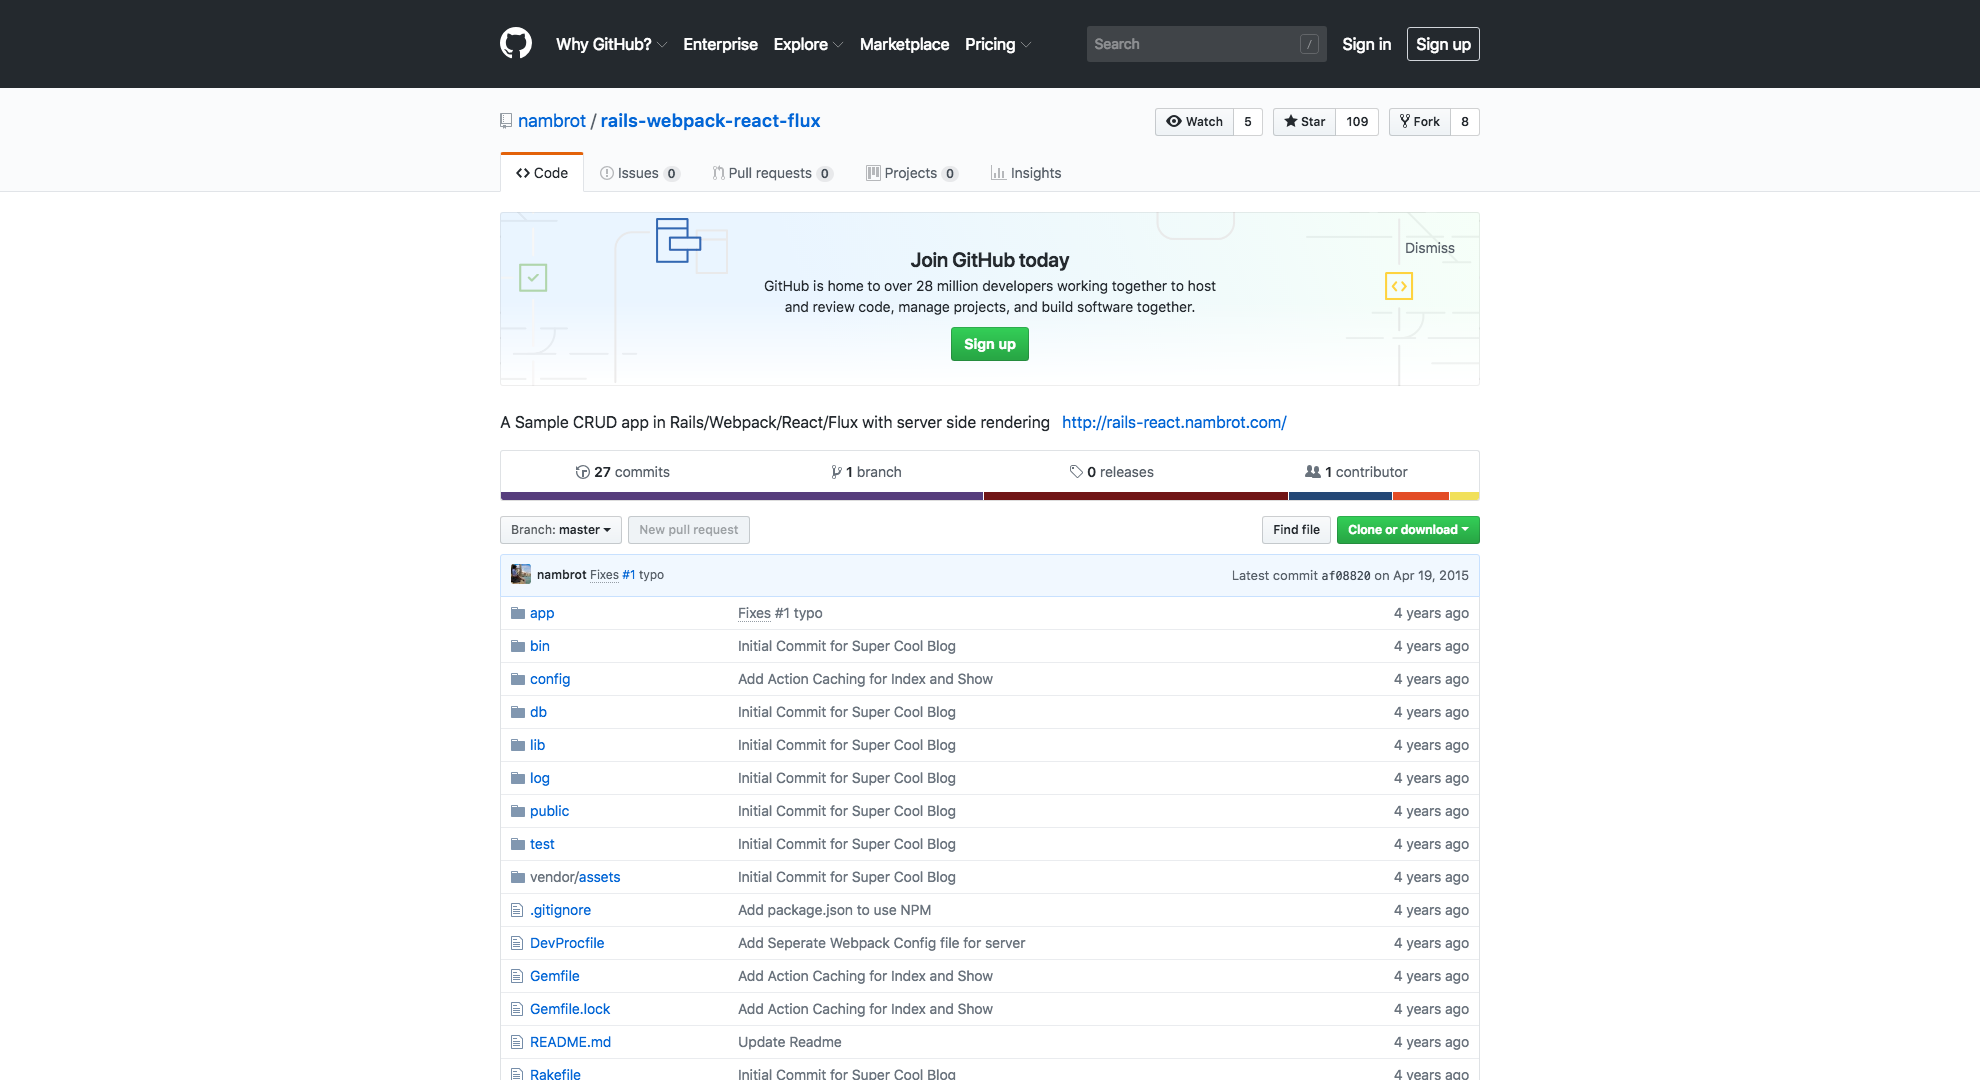 Why GitHub? Enterprise Explore Marketplace Pricing Search / Sign in Sign up
nambrot / rails-webpack-react-flux Watch 5 Star 109 Fork 8
Code Issues 0 Pull requests 0 Projects 0 Insights
Dismiss
Join GitHub today
GitHub is home to over 28 million developers working together to host
and review code, manage projects, and build software together.
Sign up
A Sample CRUD app in Rails/Webpack/React/Flux with server side rendering http://rails-react.nambrot.com/
27 commits 1 branch 0 releases 1 contributor
Branch: master New pull request Find file Clone or download
nambrot Fixes #1 typo Latest commit af08820 on Apr 19, 2015
app Fixes #1 typo 4 years ago
bin Initial Commit for Super Cool Blog 4 years ago
config Add Action Caching for Index and Show 4 years ago
db Initial Commit for Super Cool Blog 4 years ago
lib Initial Commit for Super Cool Blog 4 years ago
log Initial Commit for Super Cool Blog 4 years ago
public Initial Commit for Super Cool Blog 4 years ago
test Initial Commit for Super Cool Blog 4 years ago
vendor/assets Initial Commit for Super Cool Blog 4 years ago
.gitignore Add package.json to use NPM 4 years ago
DevProcfile Add Seperate Webpack Config file for server 4 years ago
Gemfile Add Action Caching for Index and Show 4 years ago
Gemfile.lock Add Action Caching for Index and Show 4 years ago
README.md Update Readme 4 years ago
Rakefile Initial Commit for Super Cool Blog 4 years ago